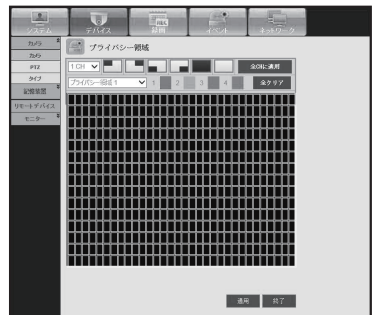 システム
デバイス
録画
イベント
ネットワーク
カメラ
カメラ
PTZ
タイプ
記憶装置
リモートデバイス
モニター
プライバシー領域
1 CH
全CHに適用
プライバシー領域 1
1 2 3 4
全クリア
適用 終了